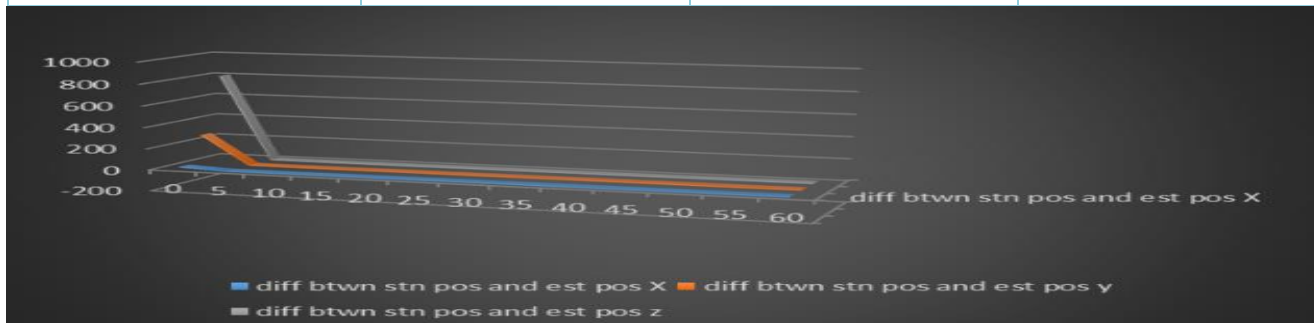 1000
800
600
400
200
0
-200
0 5 10 15 20 25 30 35 40 45 50 55 60
diff btwn stn pos and est pos X
diff btwn stn pos and est pos X diff btwn stn pos and est pos y
diff btwn stn pos and est pos z